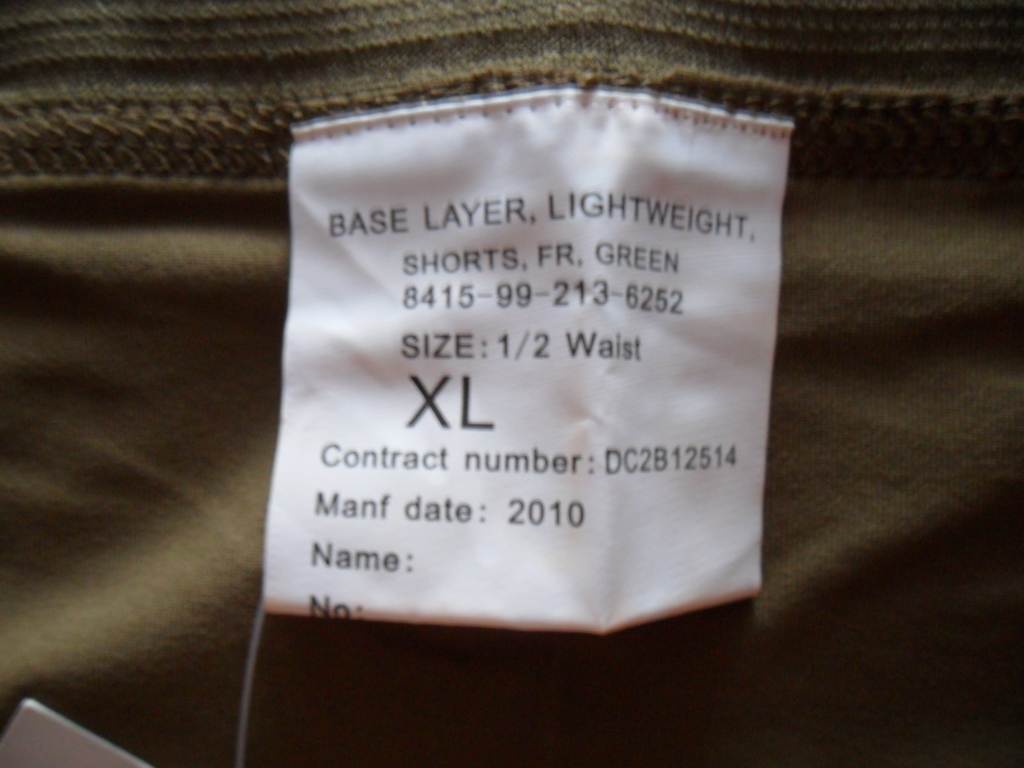 BASE LAYER, LIGHTWEIGHT,
SHORTS, FR, GREEN
8415-99-213-6252
SIZE: 1/2 Waist
XL
Contract number: DC2B12514
Manf date: 2010
Name:
No: